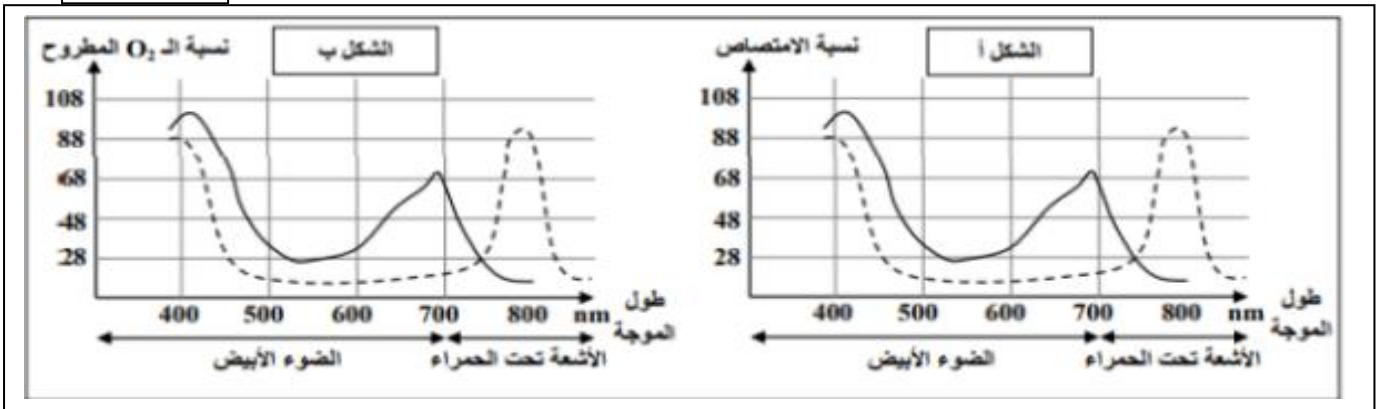 الشكل أ
نسبة الامتصاص
108
88
68
48
28
400 500 600 700 800 nm
طول الموجة
الضوء الأبيض
الأشعة تحت الحمراء
الشكل ب
نسبة الـ O₂ المطروح
108
88
68
48
28
400 500 600 700 800 nm
طول الموجة
الضوء الأبيض
الأشعة تحت الحمراء